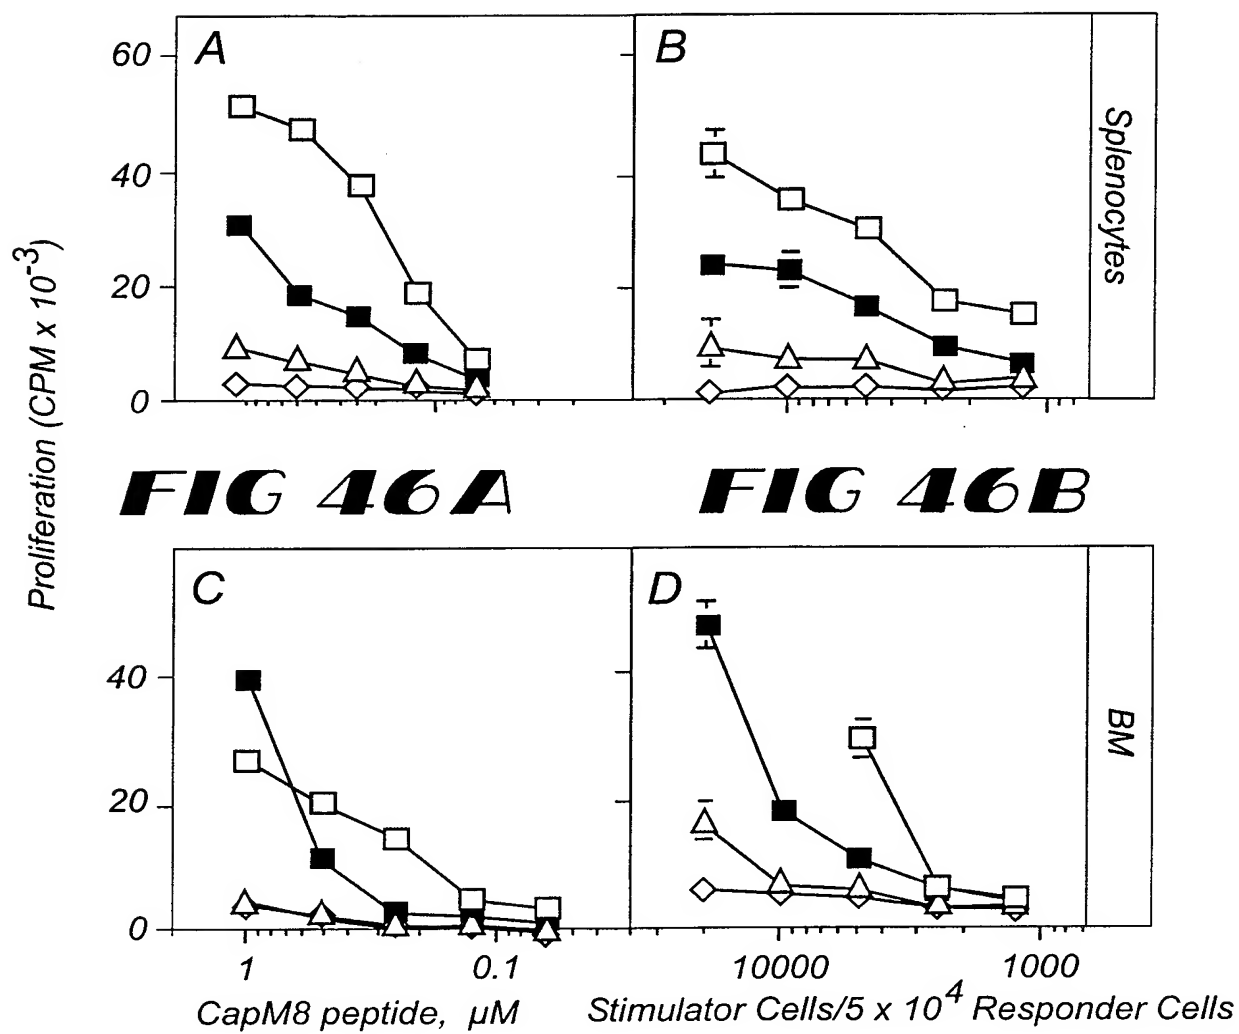 A
B
60
40
20
0
Splenocytes
Proliferation (CPM x 10⁻³)
FIG 46A
FIG 46B
C
D
40
20
0
BM
1
0.1
10000
1000
CapM8 peptide, µM
Stimulator Cells/5 x 10⁴ Responder Cells